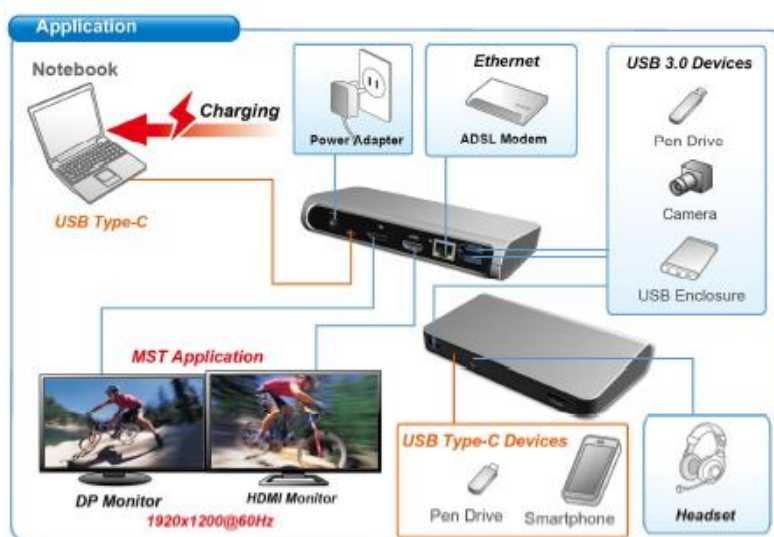 Application
Notebook
Charging
USB Type-C
Power Adapter
Ethernet
ADSL Modem
USB 3.0 Devices
Pen Drive
Camera
USB Enclosure
MST Application
DP Monitor
HDMI Monitor
1920x1200@60Hz
USB Type-C Devices
Pen Drive
Smartphone
Headset